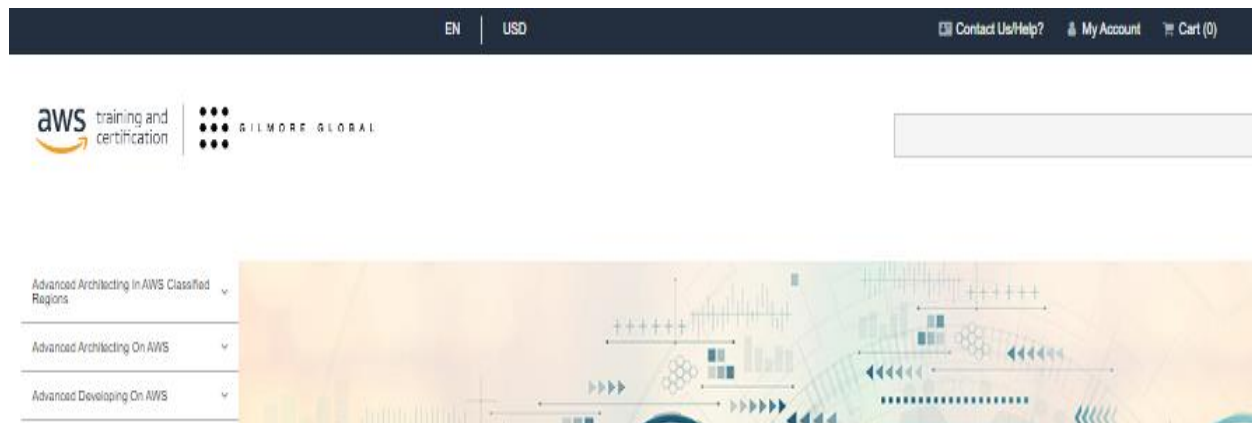 EN
USD
Contact Us/Help?
My Account
Cart (0)
aws training and
certification
GILMORE GLOBAL
Advanced Architecting In AWS Classified
Regions
Advanced Architecting On AWS
Advanced Developing On AWS